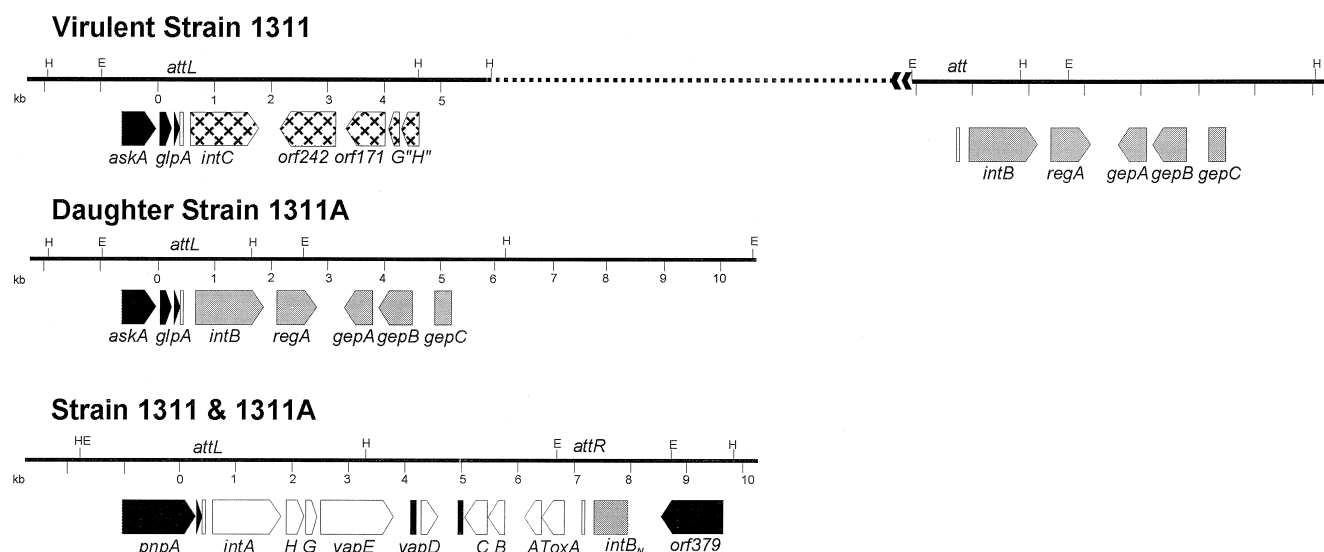 Virulent Strain 1311
H E attL H H E att H E H
kb 0 1 2 3 4 5
askA glpA intC orf242 orf171 G"H" intB regA gepA gepB gepC
Daughter Strain 1311A
H E attL H E H E
kb 0 1 2 3 4 5 6 7 8 9 10
askA glpA intB regA gepA gepB gepC
Strain 1311 & 1311A
HE attL H E attR E H
kb 0 1 2 3 4 5 6 7 8 9 10
pnpA intA H G vapE vapD C B A ToxA intBN orf379